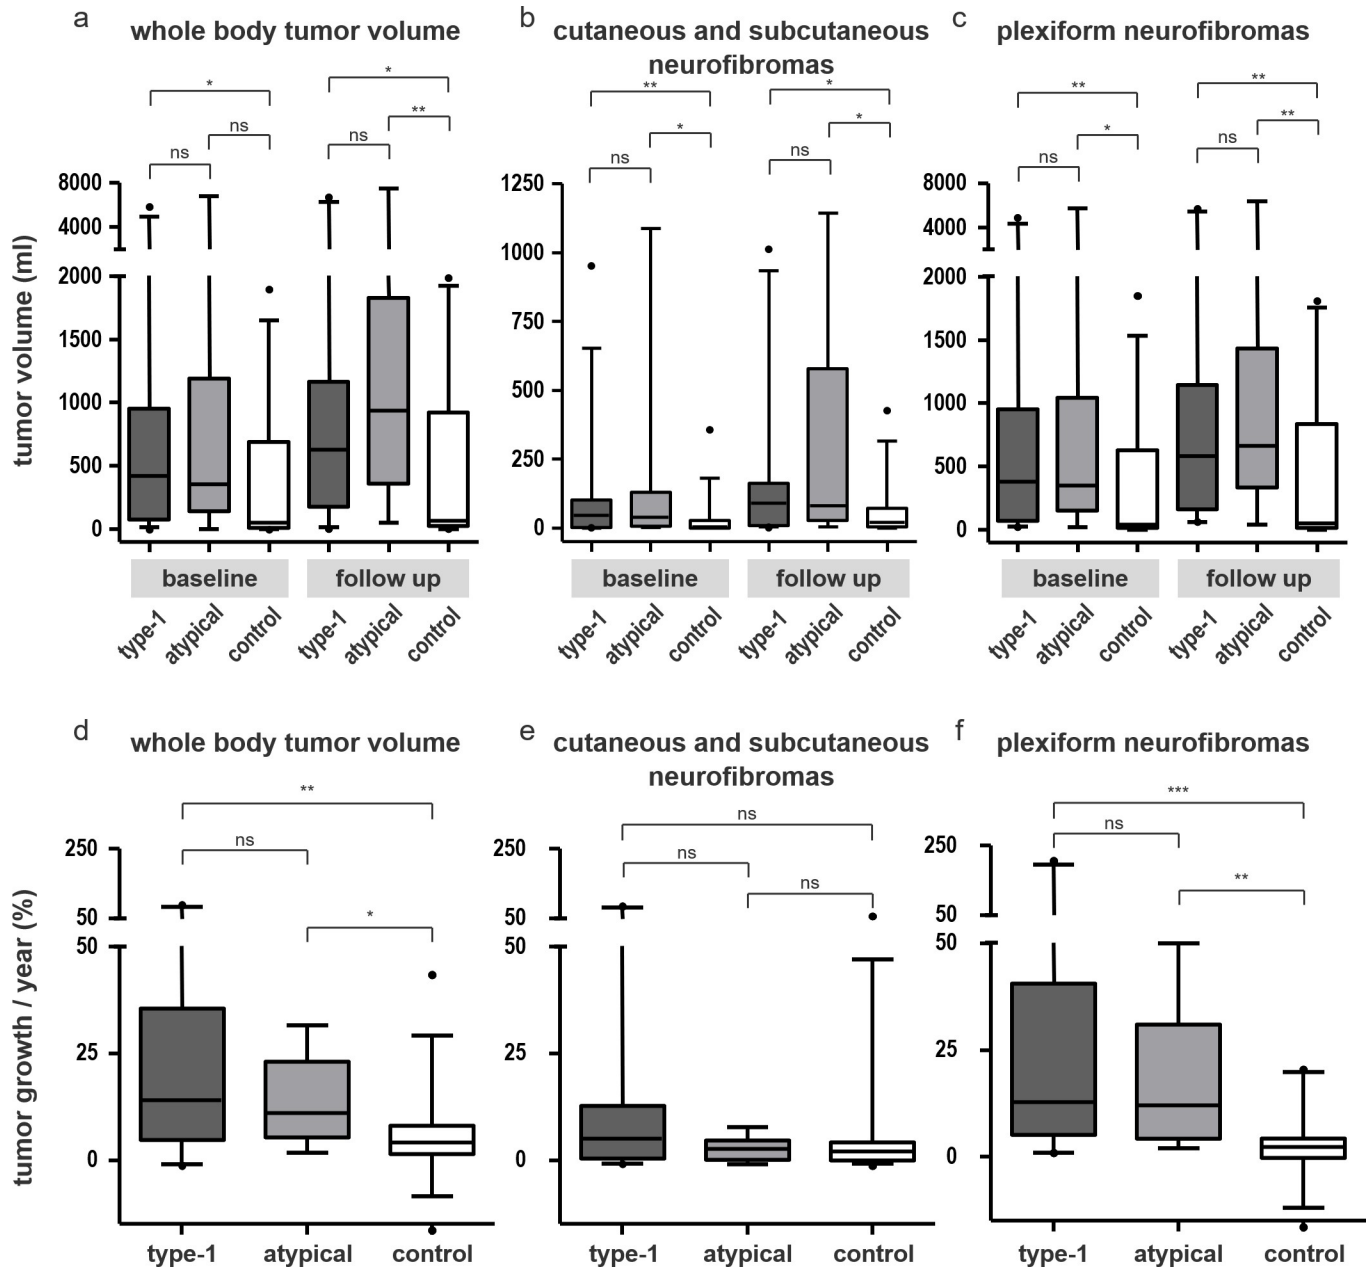 a
whole body tumor volume
b
cutaneous and subcutaneous
neurofibromas
c
plexiform neurofibromas
tumor volume (ml)
*
ns
ns
*
**
ns
8000
4000
2000
1500
1000
500
0
baseline
follow up
type-1
atypical
control
type-1
atypical
control
**
*
ns
*
*
ns
1250
1000
750
500
250
0
baseline
follow up
type-1
atypical
control
type-1
atypical
control
**
*
ns
**
**
ns
8000
4000
2000
1500
1000
500
0
baseline
follow up
type-1
atypical
control
type-1
atypical
control
d
whole body tumor volume
e
cutaneous and subcutaneous
neurofibromas
f
plexiform neurofibromas
tumor growth / year (%)
**
ns
*
250
50
50
25
0
type-1
atypical
control
ns
ns
ns
250
50
50
25
0
type-1
atypical
control
***
ns
**
250
50
50
25
0
type-1
atypical
control